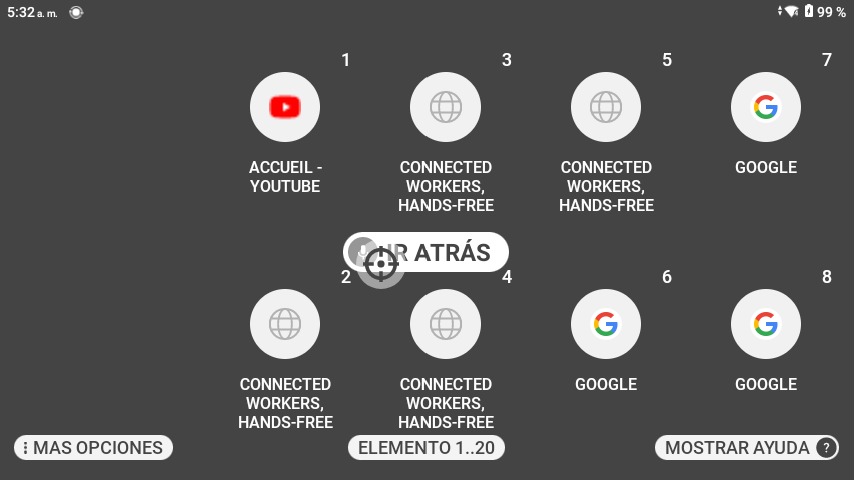 5:32 a. m.
99 %
1
3
5
7
ACCUEIL -
YOUTUBE
CONNECTED
WORKERS,
HANDS-FREE
CONNECTED
WORKERS,
HANDS-FREE
GOOGLE
IR ATRÁS
2
4
6
8
CONNECTED
WORKERS,
HANDS-FREE
CONNECTED
WORKERS,
HANDS-FREE
GOOGLE
GOOGLE
MAS OPCIONES
ELEMENTO 1..20
MOSTRAR AYUDA ?